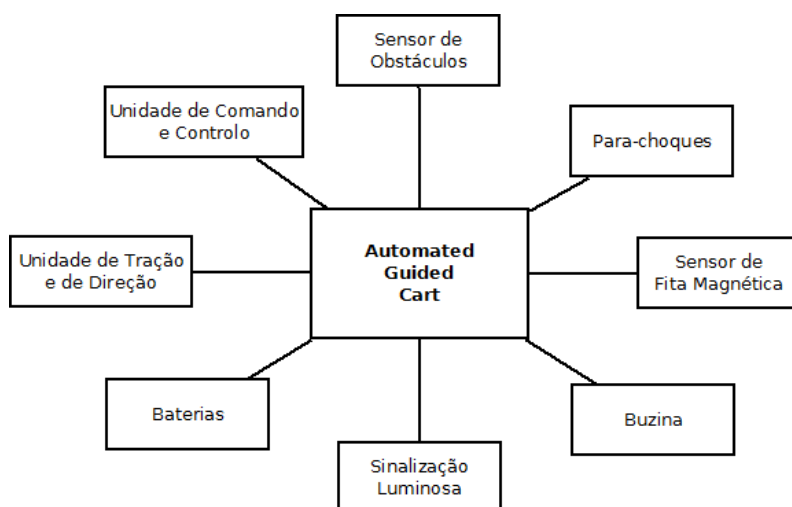 Sensor de
Obstáculos
Unidade de Comando
e Controlo
Para-choques
Unidade de Tração
e de Direção
Automated
Guided
Cart
Sensor de
Fita Magnética
Baterias
Buzina
Sinalização
Luminosa